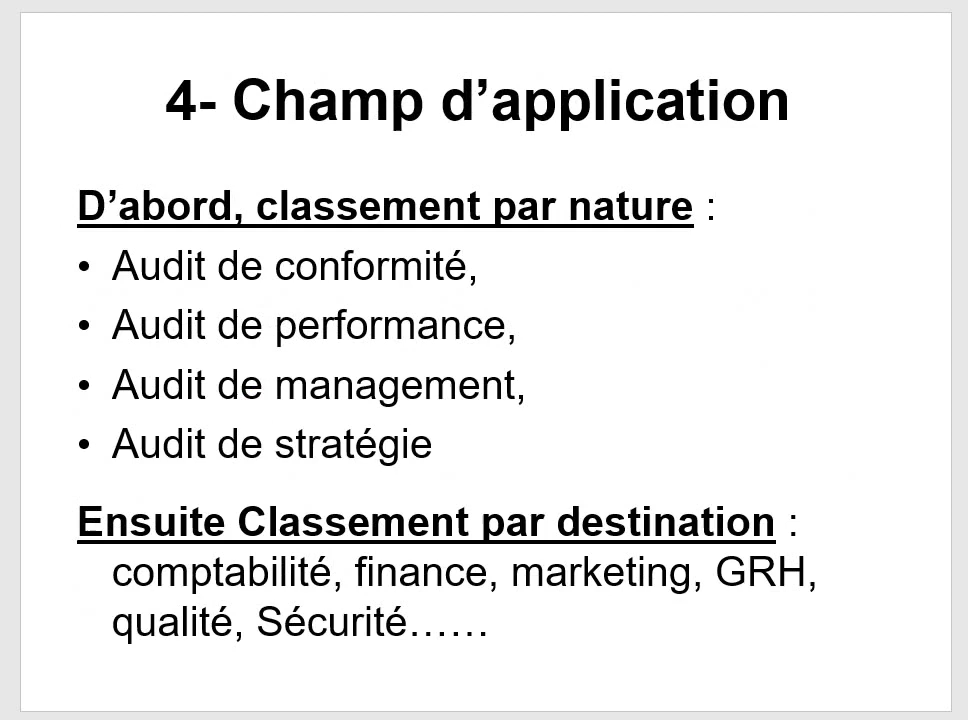 4- Champ d’application
D’abord, classement par nature :
• Audit de conformité,
• Audit de performance,
• Audit de management,
• Audit de stratégie
Ensuite Classement par destination :
comptabilité, finance, marketing, GRH,
qualité, Sécurité……